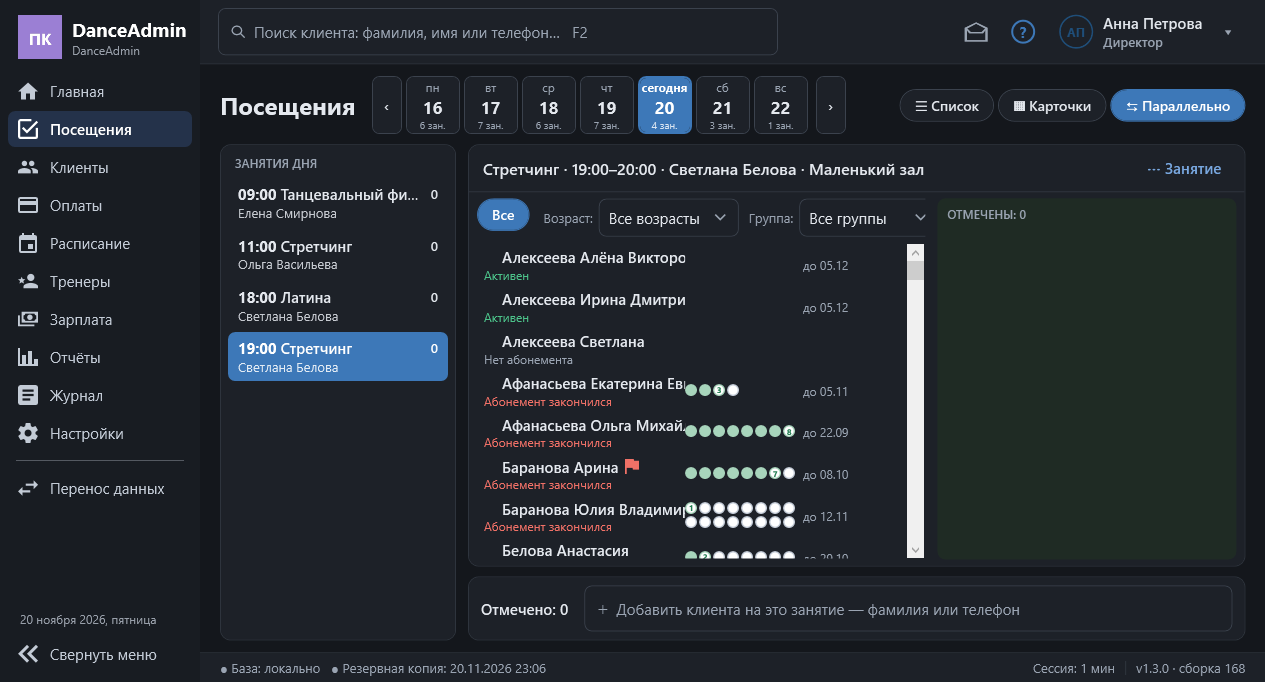 ПК
DanceAdmin
DanceAdmin
Главная
Посещения
Клиенты
Оплаты
Расписание
Тренеры
Зарплата
Отчёты
Журнал
Настройки
Перенос данных
20 ноября 2026, пятница
Свернуть меню
Поиск клиента: фамилия, имя или телефон... F2
?
АП
Анна Петрова
Директор
Посещения
‹
пн
16
6 зан.
вт
17
7 зан.
ср
18
6 зан.
чт
19
7 зан.
сегодня
20
4 зан.
сб
21
3 зан.
вс
22
1 зан.
›
Список
Карточки
Параллельно
ЗАНЯТИЯ ДНЯ
09:00 Танцевальный фи... 0
Елена Смирнова
11:00 Стретчинг 0
Ольга Васильева
18:00 Латина 0
Светлана Белова
19:00 Стретчинг 0
Светлана Белова
Стретчинг · 19:00–20:00 · Светлана Белова · Маленький зал
--- Занятие
Все
Возраст:
Все возрасты
Группа:
Все группы
Алексеева Алёна Викторо
Активен
до 05.12
Алексеева Ирина Дмитри
Активен
до 05.12
Алексеева Светлана
Нет абонемента
Афанасьева Екатерина Ев
Абонемент закончился
3
до 05.11
Афанасьева Ольга Михай.
Абонемент закончился
8
до 22.09
Баранова Арина
Абонемент закончился
7
до 08.10
Баранова Юлия Владимир
Абонемент закончился
1
до 12.11
Белова Анастасия
2
до 29.10
ОТМЕЧЕНЫ: 0
Отмечено: 0
+ Добавить клиента на это занятие — фамилия или телефон
База: локально
Резервная копия: 20.11.2026 23:06
Сессия: 1 мин
v1.3.0 · сборка 168